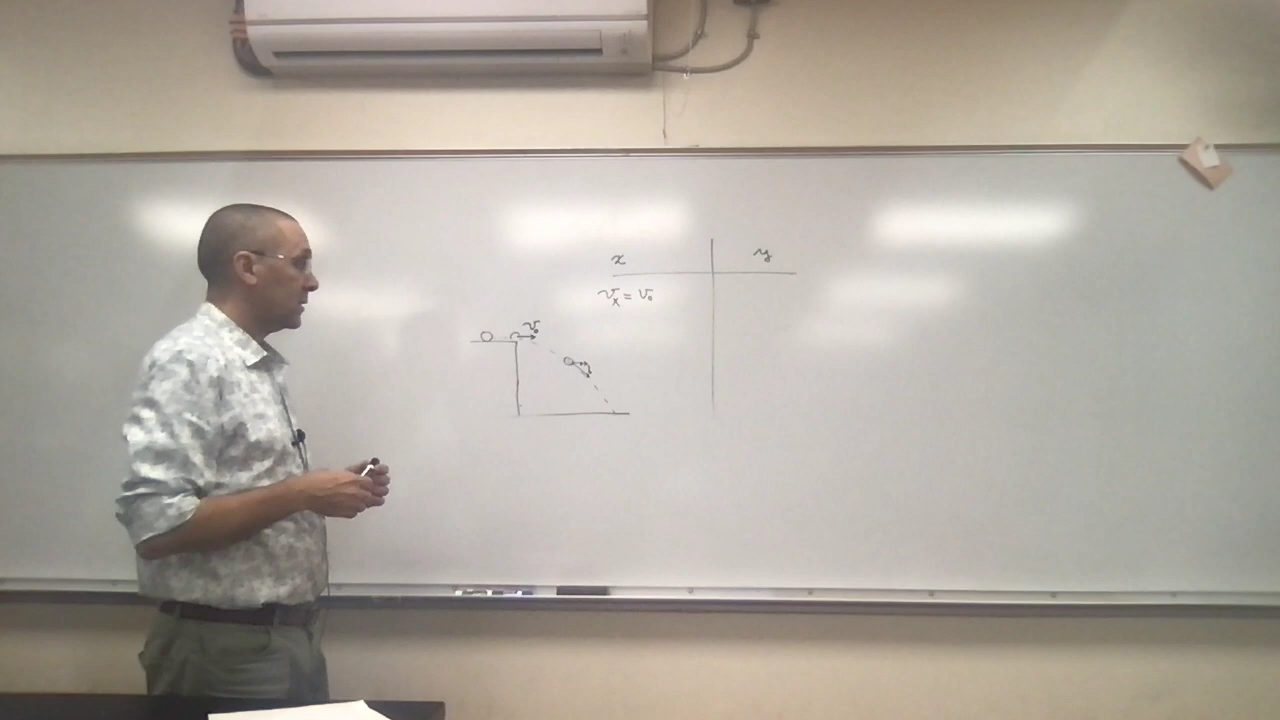 x y
vₓ = v₀
v₀